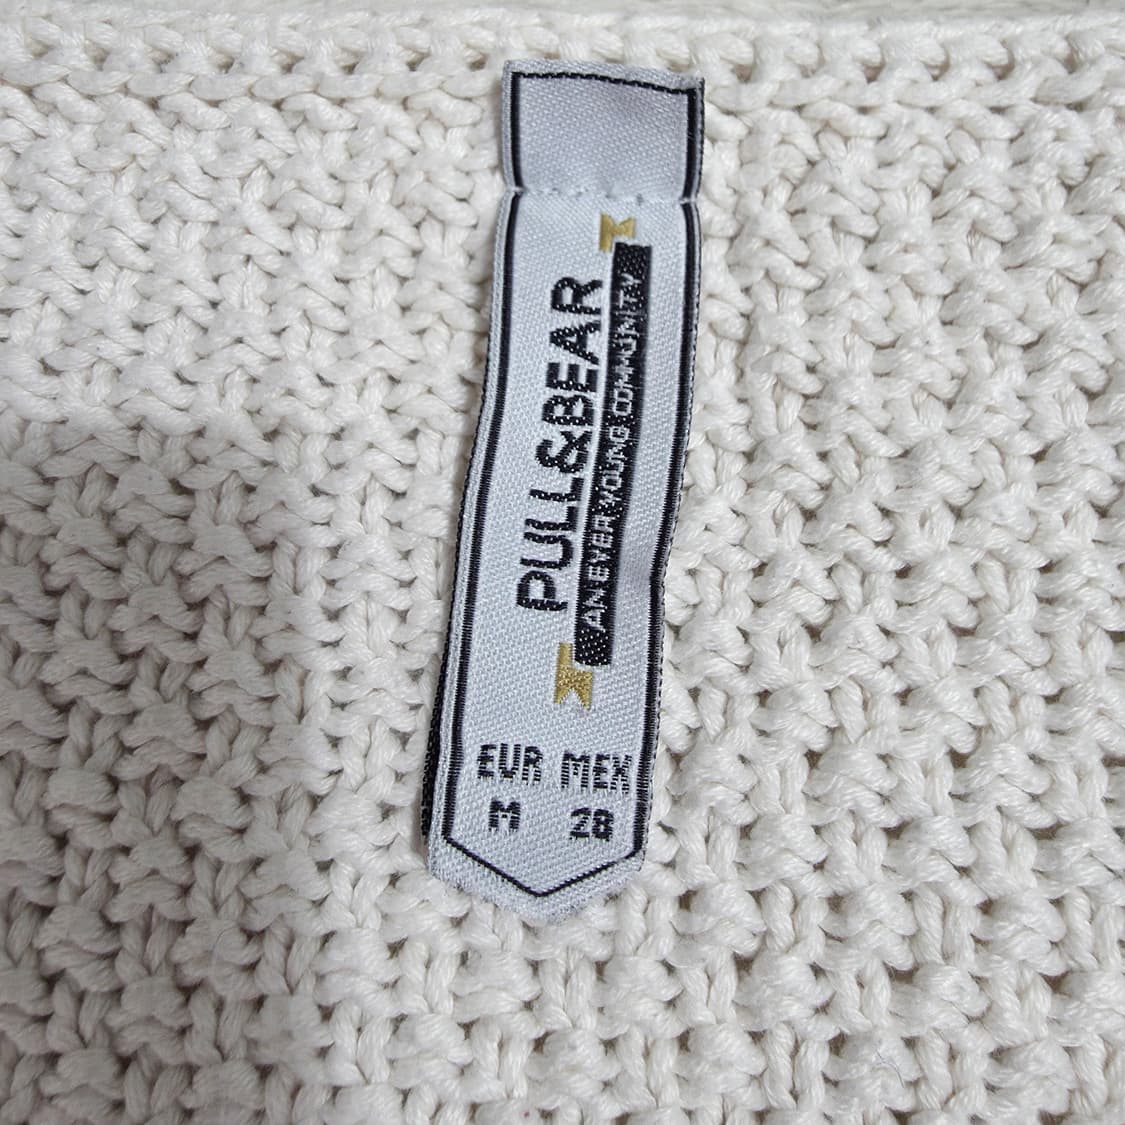 PULL&BEAR
AN EVER YOUNG COMMUNITY
EUR MEX
M 28